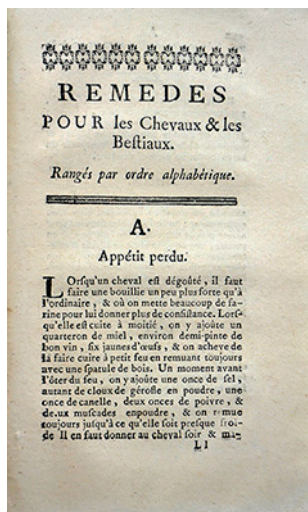 REMEDES
POUR les Chevaux & les
Beſtiaux.
Rangés par ordre alphabétique.
A.
Appétit perdu.
LOrſqu'un cheval eſt dégoûté, il faut
faire une bouillie un peu plus forte qu'à
l'ordinaire, & où on mette beaucoup de fa-
rine pour lui donner plus de conſiſtance. Lorſ-
qu'elle eſt cuite à moitié, on y ajoûte un
quarteron de miel, environ demi-pinte de
bon vin, ſix jaunes d'œufs, & on acheve de
la faire cuire à petit feu en remuant toujours
avec une ſpatule de bois. Un moment avant
l'ôter du feu, on y ajoûte une once de ſel,
autant de cloux de gérofle en poudre, une
once de canelle, deux onces de poivre, &
deux muſcades en poudre, & on remue
toujours juſqu'à ce qu'elle ſoit preſque froi-
de Il en faut donner au cheval ſoir & ma-
Ll